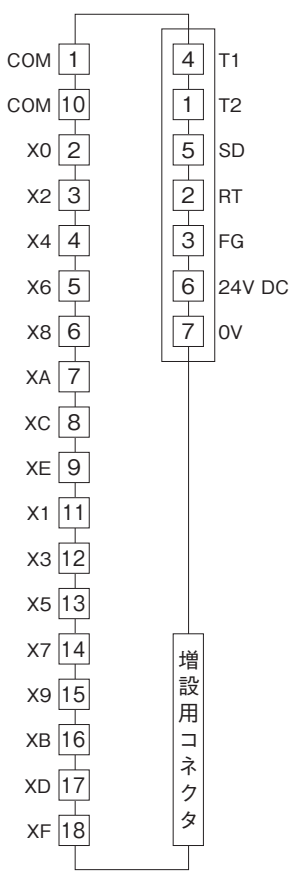 COM 1
COM 10
X0 2
X2 3
X4 4
X6 5
X8 6
XA 7
XC 8
XE 9
X1 11
X3 12
X5 13
X7 14
X9 15
XB 16
XD 17
XF 18
4 T1
1 T2
5 SD
2 RT
3 FG
6 24V DC
7 0V
増設用コネクタ